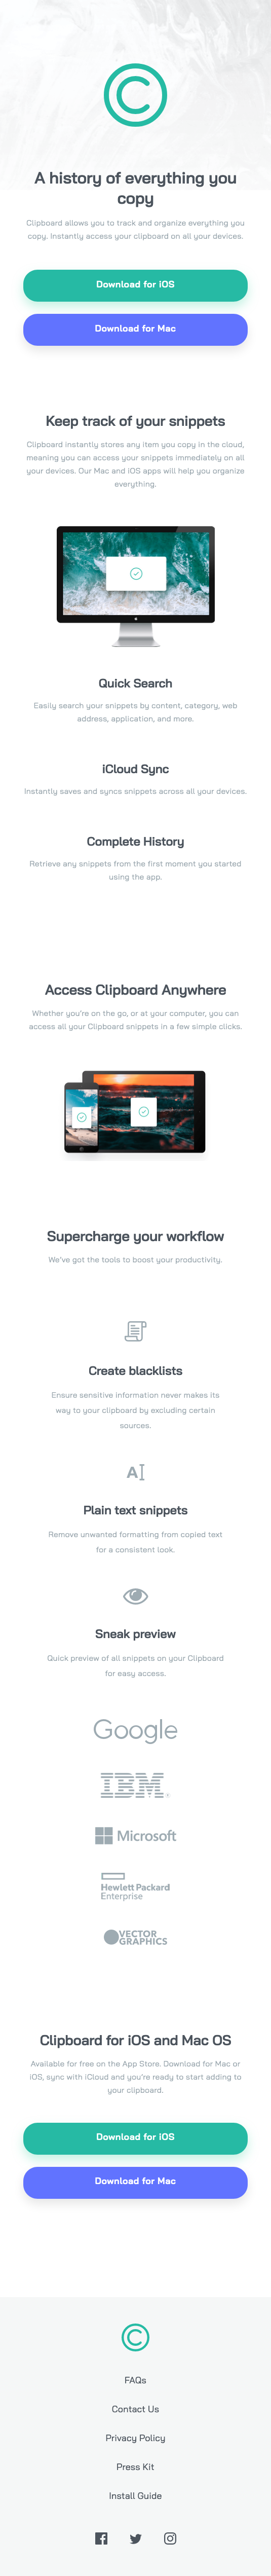 A history of everything you
copy
Clipboard allows you to track and organize everything you
copy. Instantly access your clipboard on all your devices.
Download for iOS
Download for Mac
Keep track of your snippets
Clipboard instantly stores any item you copy in the cloud,
meaning you can access your snippets immediately on all
your devices. Our Mac and iOS apps will help you organize
everything.
Quick Search
Easily search your snippets by content, category, web
address, application, and more.
iCloud Sync
Instantly saves and syncs snippets across all your devices.
Complete History
Retrieve any snippets from the first moment you started
using the app.
Access Clipboard Anywhere
Whether you're on the go, or at your computer, you can
access all your Clipboard snippets in a few simple clicks.
Supercharge your workflow
We've got the tools to boost your productivity.
Create blacklists
Ensure sensitive information never makes its
way to your clipboard by excluding certain
sources.
A
Plain text snippets
Remove unwanted formatting from copied text
for a consistent look.
Sneak preview
Quick preview of all snippets on your Clipboard
for easy access.
Google
IBM
Microsoft
Hewlett Packard
Enterprise
VECTOR
GRAPHICS
Clipboard for iOS and Mac OS
Available for free on the App Store. Download for Mac or
iOS, sync with iCloud and you're ready to start adding to
your clipboard.
Download for iOS
Download for Mac
FAQs
Contact Us
Privacy Policy
Press Kit
Install Guide